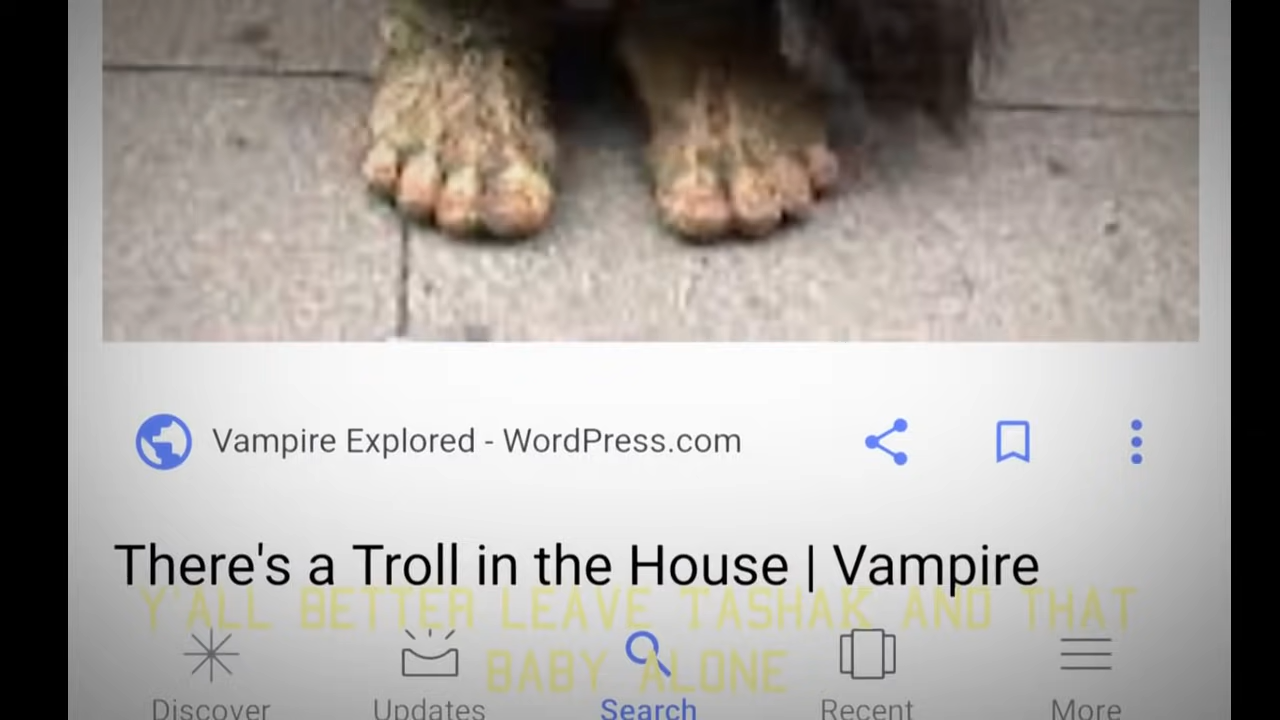 Vampire Explored - WordPress.com
There's a Troll in the House | Vampire
Y'ALL BETTER LEAVE TASHAK AND THAT
BABY ALONE
Discover Updates Search Recent More